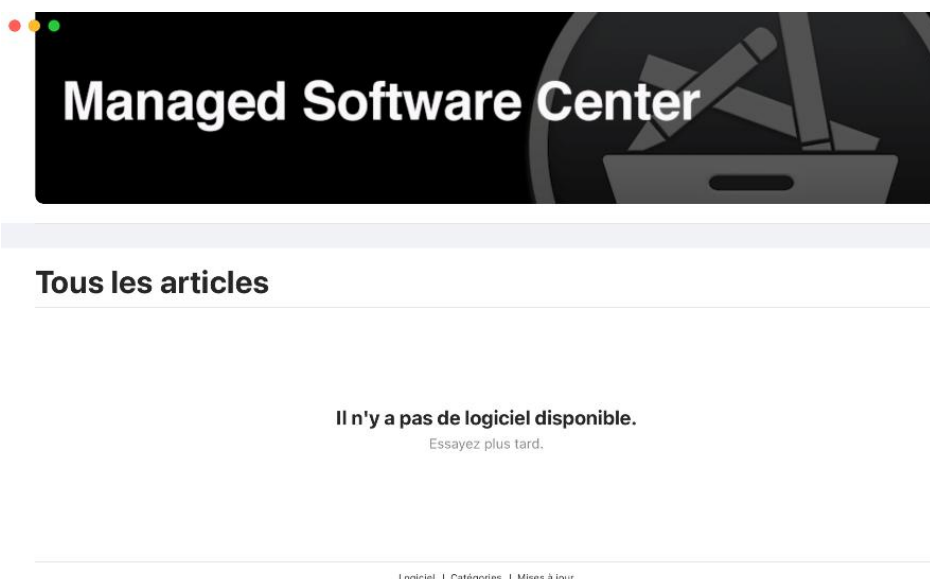 Managed Software Center
Tous les articles
Il n'y a pas de logiciel disponible.
Essayez plus tard.
Logiciel | Catégories | Mises à jour